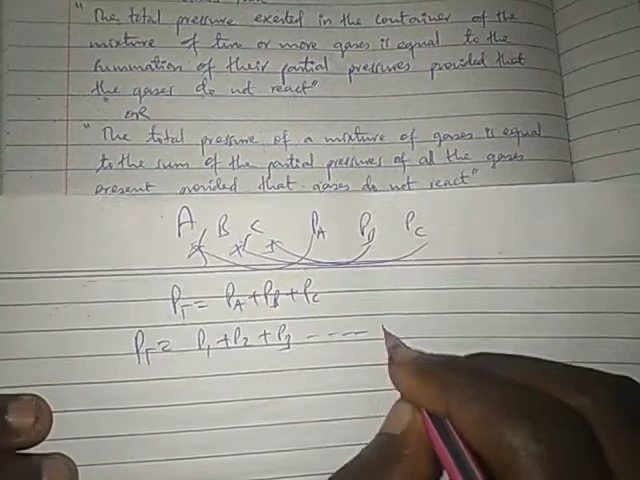 "The total pressure exerted in the container of the
mixture of two or more gases is equal to the
summation of their partial pressures provided that
the gases do not react"
OR
"The total pressure of a mixture of gases is equal
to the sum of the partial pressures of all the gases
present provided that gases do not react"
A B C PA PB PC
PT = PA + PB + PC
PT = P1 + P2 + P3 ----